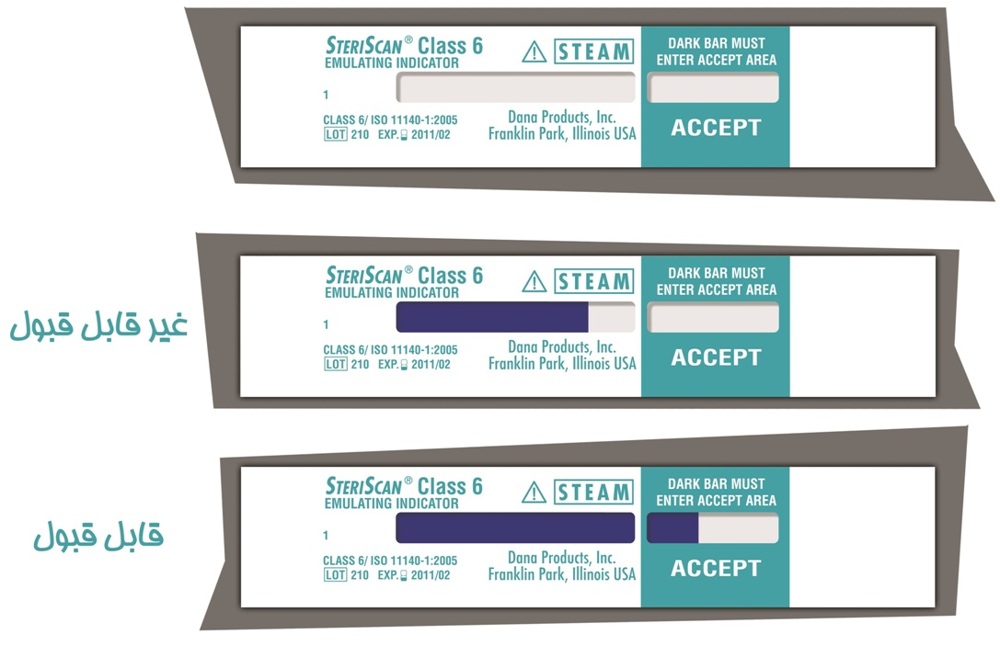 STERISCAN® Class 6
EMULATING INDICATOR
⚠ STEAM
1
CLASS 6/ ISO 11140-1:2005
LOT 210 EXP. 2011/02
Dana Products, Inc.
Franklin Park, Illinois USA
DARK BAR MUST
ENTER ACCEPT AREA
ACCEPT
غیر قابل قبول
STERISCAN® Class 6
EMULATING INDICATOR
⚠ STEAM
1
CLASS 6/ ISO 11140-1:2005
LOT 210 EXP. 2011/02
Dana Products, Inc.
Franklin Park, Illinois USA
DARK BAR MUST
ENTER ACCEPT AREA
ACCEPT
قابل قبول
STERISCAN® Class 6
EMULATING INDICATOR
⚠ STEAM
1
CLASS 6/ ISO 11140-1:2005
LOT 210 EXP. 2011/02
Dana Products, Inc.
Franklin Park, Illinois USA
DARK BAR MUST
ENTER ACCEPT AREA
ACCEPT